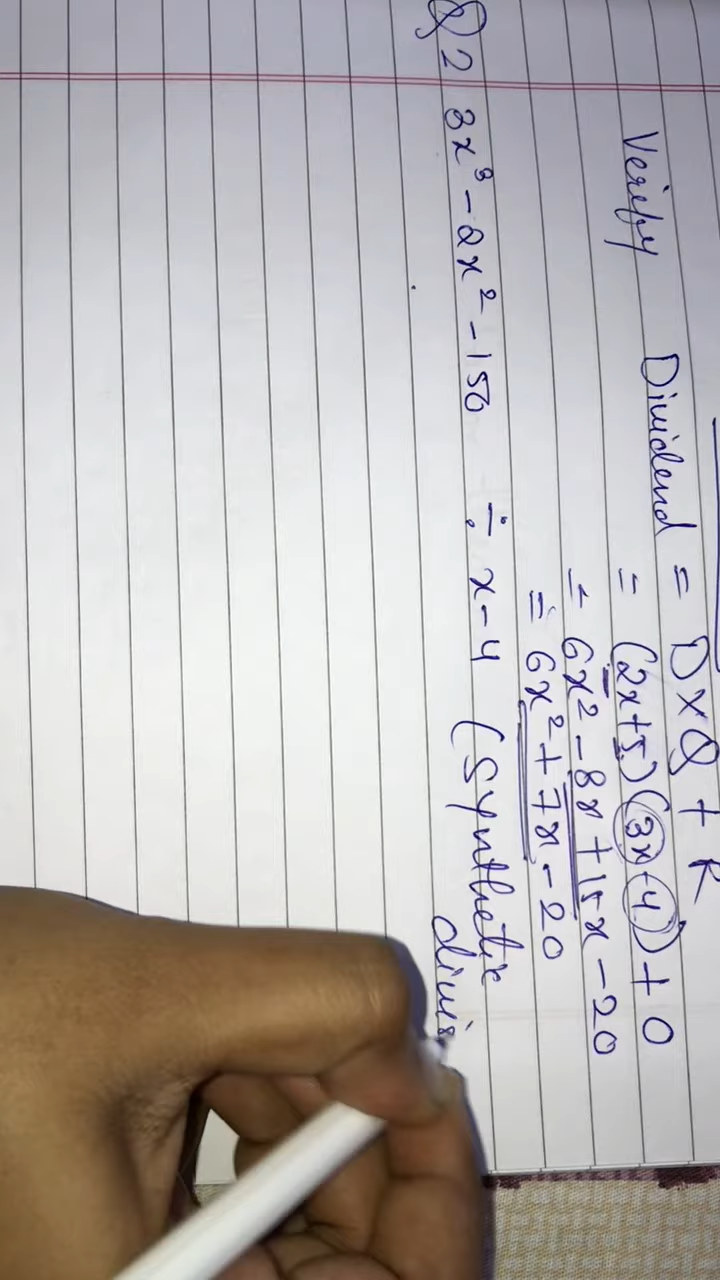 Verify Dividend = D×Q + R
= (2x+5)(3x-4) + 0
= 6x² - 8x + 15x - 20
= 6x² + 7x - 20
Q2 3x³ - 2x² - 150 ÷ x-4 (Synthetic
divis